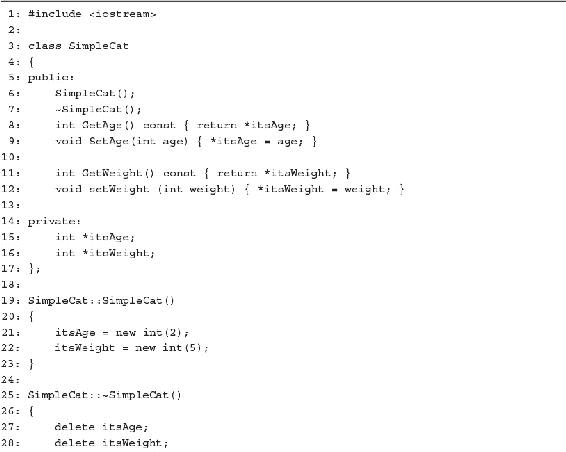 1: #include <iostream>
2:
3: class SimpleCat
4: {
5: public:
6:     SimpleCat();
7:     ~SimpleCat();
8:     int GetAge() const { return *itsAge; }
9:     void SetAge(int age) { *itsAge = age; }
10:
11:     int GetWeight() const { return *itsWeight; }
12:     void setWeight (int weight) { *itsWeight = weight; }
13:
14: private:
15:     int *itsAge;
16:     int *itsWeight;
17: };
18:
19: SimpleCat::SimpleCat()
20: {
21:     itsAge = new int(2);
22:     itsWeight = new int(5);
23: }
24:
25: SimpleCat::~SimpleCat()
26: {
27:     delete itsAge;
28:     delete itsWeight;